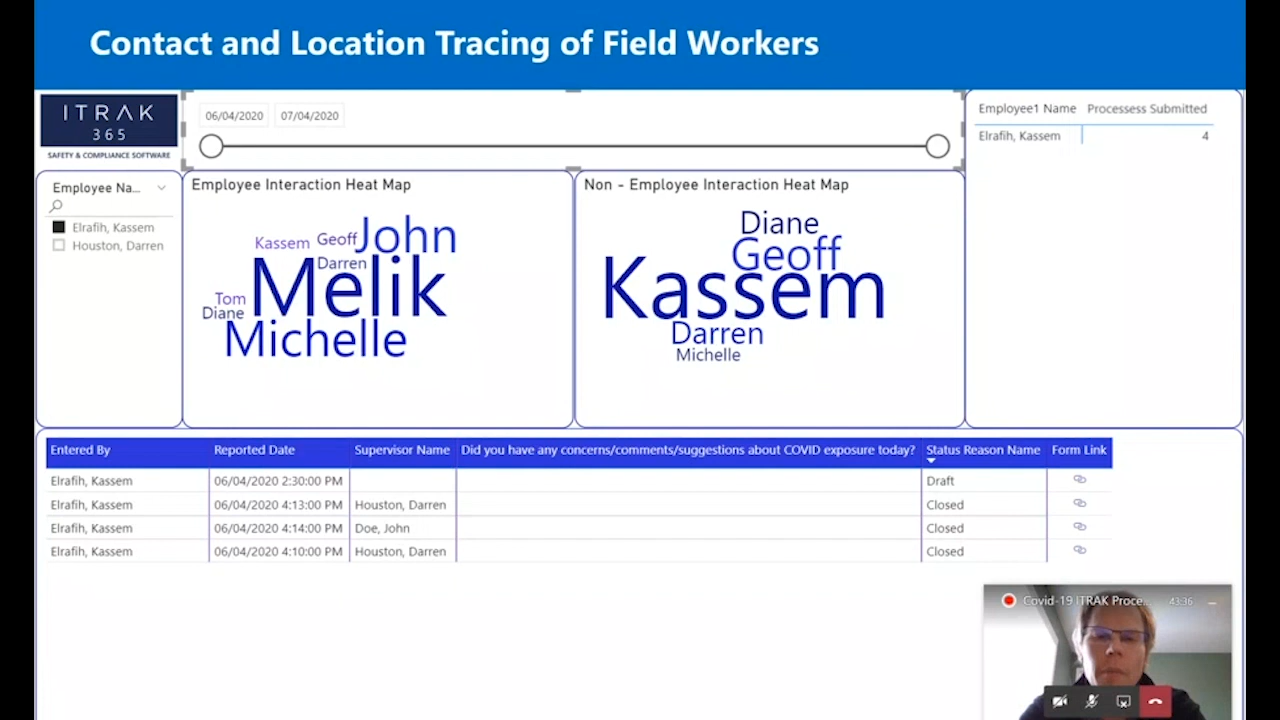 Contact and Location Tracing of Field Workers
ITRAK
365
SAFETY & COMPLIANCE SOFTWARE
06/04/2020 07/04/2020
Employee1 Name Processess Submitted
Elrafih, Kassem 4
Employee Na...
Elrafih, Kassem
Houston, Darren
Employee Interaction Heat Map
Kassem Geoff John
Darren
Melik
Tom
Diane
Michelle
Non - Employee Interaction Heat Map
Diane
Geoff
Kassem
Darren
Michelle
Entered By Reported Date Supervisor Name Did you have any concerns/comments/suggestions about COVID exposure today? Status Reason Name Form Link
Elrafih, Kassem 06/04/2020 2:30:00 PM Draft
Elrafih, Kassem 06/04/2020 4:13:00 PM Houston, Darren Closed
Elrafih, Kassem 06/04/2020 4:14:00 PM Doe, John Closed
Elrafih, Kassem 06/04/2020 4:10:00 PM Houston, Darren Closed
Covid-19 ITRAK Proce... 43:36